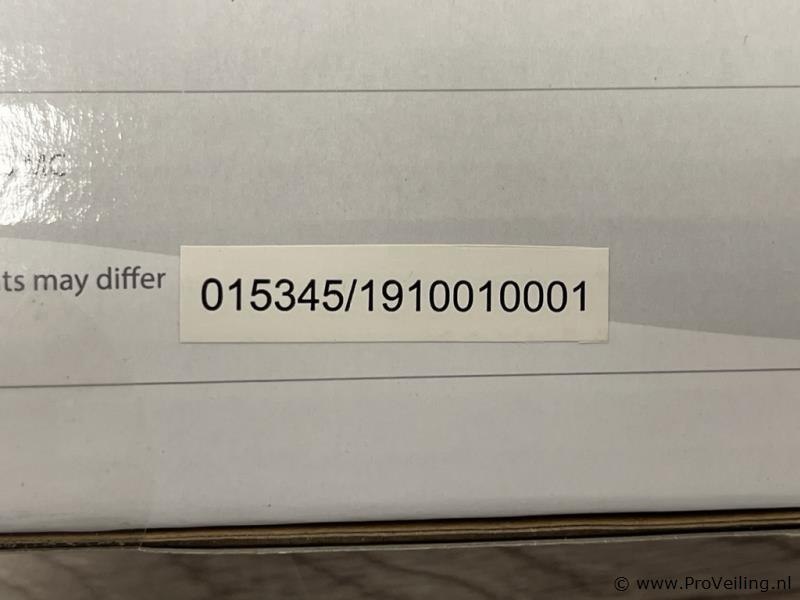 ts may differ
015345/1910010001
© www.ProVeiling.nl